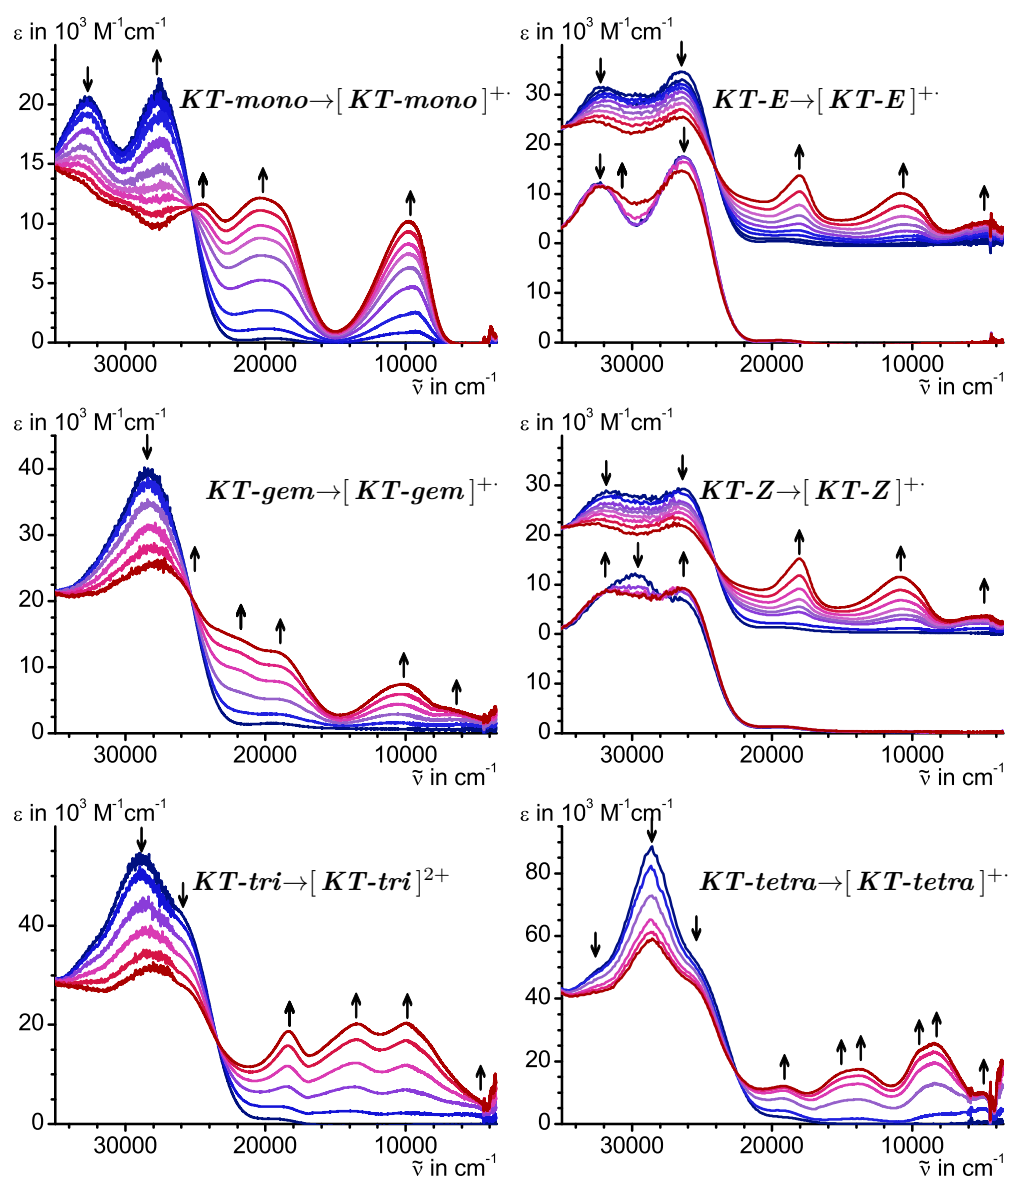 ε in 10³ M⁻¹cm⁻¹
20
15
10
5
0
KT-mono→[KT-mono]⁺·
30000 20000 10000
ṽ in cm⁻¹
ε in 10³ M⁻¹cm⁻¹
30
20
10
0
10
0
KT-E→[KT-E]⁺·
30000 20000 10000
ṽ in cm⁻¹
ε in 10³ M⁻¹cm⁻¹
40
30
20
10
0
KT-gem→[KT-gem]⁺·
30000 20000 10000
ṽ in cm⁻¹
ε in 10³ M⁻¹cm⁻¹
30
20
10
0
10
0
KT-Z→[KT-Z]⁺·
30000 20000 10000
ṽ in cm⁻¹
ε in 10³ M⁻¹cm⁻¹
40
20
0
KT-tri→[KT-tri]²⁺
30000 20000 10000
ṽ in cm⁻¹
ε in 10³ M⁻¹cm⁻¹
80
60
40
20
0
KT-tetra→[KT-tetra]⁺·
30000 20000 10000
ṽ in cm⁻¹